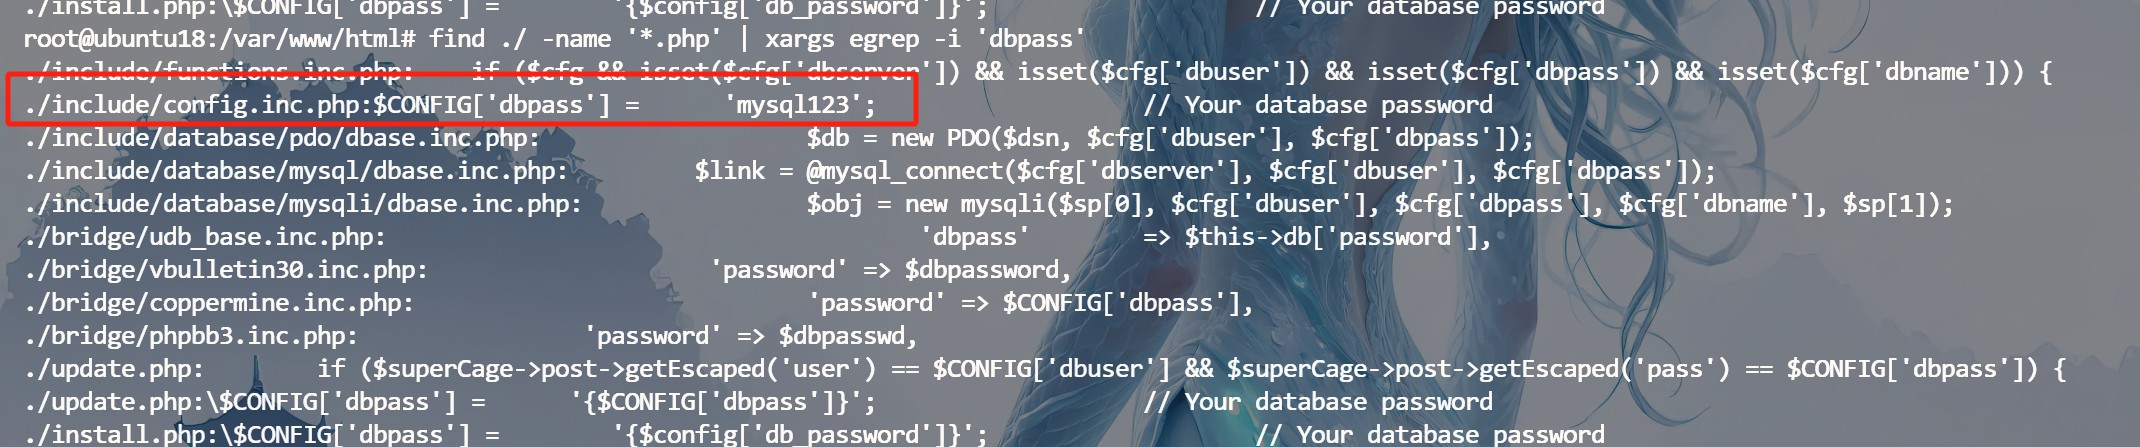 ./install.php:\$CONFIG['dbpass'] =        '{$config['db_password']}';                   // Your database password
root@ubuntu18:/var/www/html# find ./ -name '*.php' | xargs egrep -i 'dbpass'
./include/functions.inc.php:    if ($cfg && isset($cfg['dbserver']) && isset($cfg['dbuser']) && isset($cfg['dbpass']) && isset($cfg['dbname'])) {
./include/config.inc.php:$CONFIG['dbpass'] =      'mysql123';                   // Your database password
./include/database/pdo/dbase.inc.php:                   $db = new PDO($dsn, $cfg['dbuser'], $cfg['dbpass']);
./include/database/mysql/dbase.inc.php:         $link = @mysql_connect($cfg['dbserver'], $cfg['dbuser'], $cfg['dbpass']);
./include/database/mysqli/dbase.inc.php:                $obj = new mysqli($sp[0], $cfg['dbuser'], $cfg['dbpass'], $cfg['dbname'], $sp[1]);
./bridge/udb_base.inc.php:                                      'dbpass'        => $this->db['password'],
./bridge/vbulletin30.inc.php:                    'password' => $dbpassword,
./bridge/coppermine.inc.php:                            'password' => $CONFIG['dbpass'],
./bridge/phpbb3.inc.php:                'password' => $dbpasswd,
./update.php:        if ($superCage->post->getEscaped('user') == $CONFIG['dbuser'] && $superCage->post->getEscaped('pass') == $CONFIG['dbpass']) {
./update.php:\$CONFIG['dbpass'] =      '{$CONFIG['dbpass']}';                   // Your database password
./install.php:\$CONFIG['dbpass'] =        '{$config['db_password']}';                   // Your database password